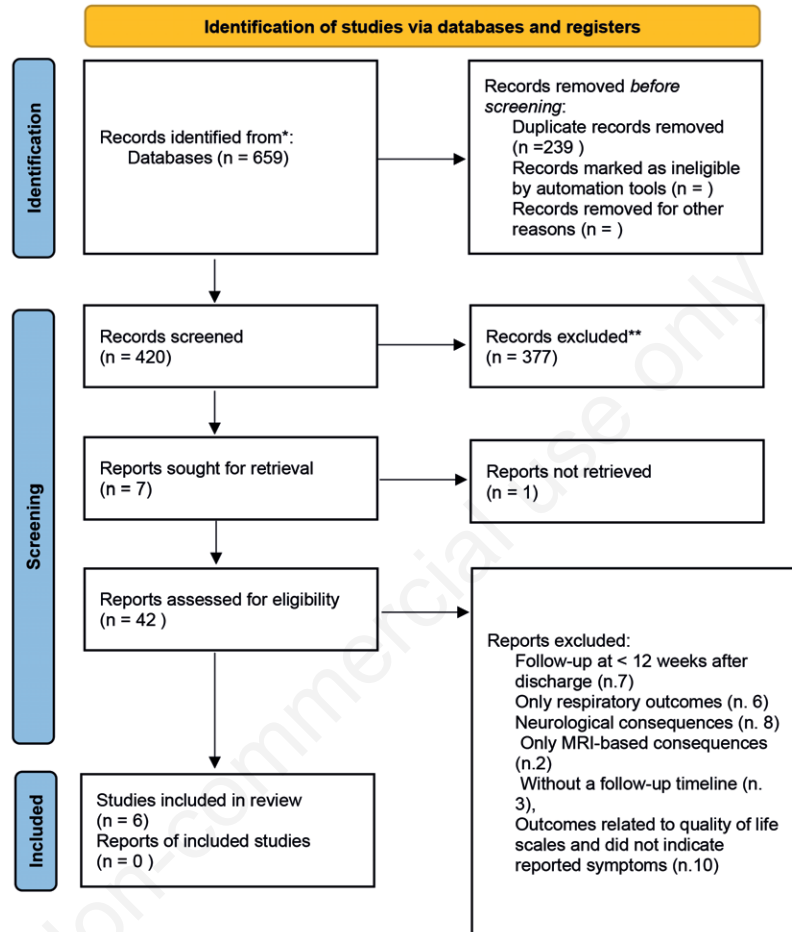 Identification of studies via databases and registers
Identification
Records identified from*:
Databases (n = 659)
Records removed before
screening:
Duplicate records removed
(n =239 )
Records marked as ineligible
by automation tools (n = )
Records removed for other
reasons (n = )
Screening
Records screened
(n = 420)
Records excluded**
(n = 377)
Reports sought for retrieval
(n = 7)
Reports not retrieved
(n = 1)
Reports assessed for eligibility
(n = 42 )
Reports excluded:
Follow-up at < 12 weeks after
discharge (n.7)
Only respiratory outcomes (n. 6)
Neurological consequences (n. 8)
Only MRI-based consequences
(n.2)
Without a follow-up timeline (n.
3),
Outcomes related to quality of life
scales and did not indicate
reported symptoms (n.10)
Included
Studies included in review
(n = 6)
Reports of included studies
(n = 0 )
on-commercial use only